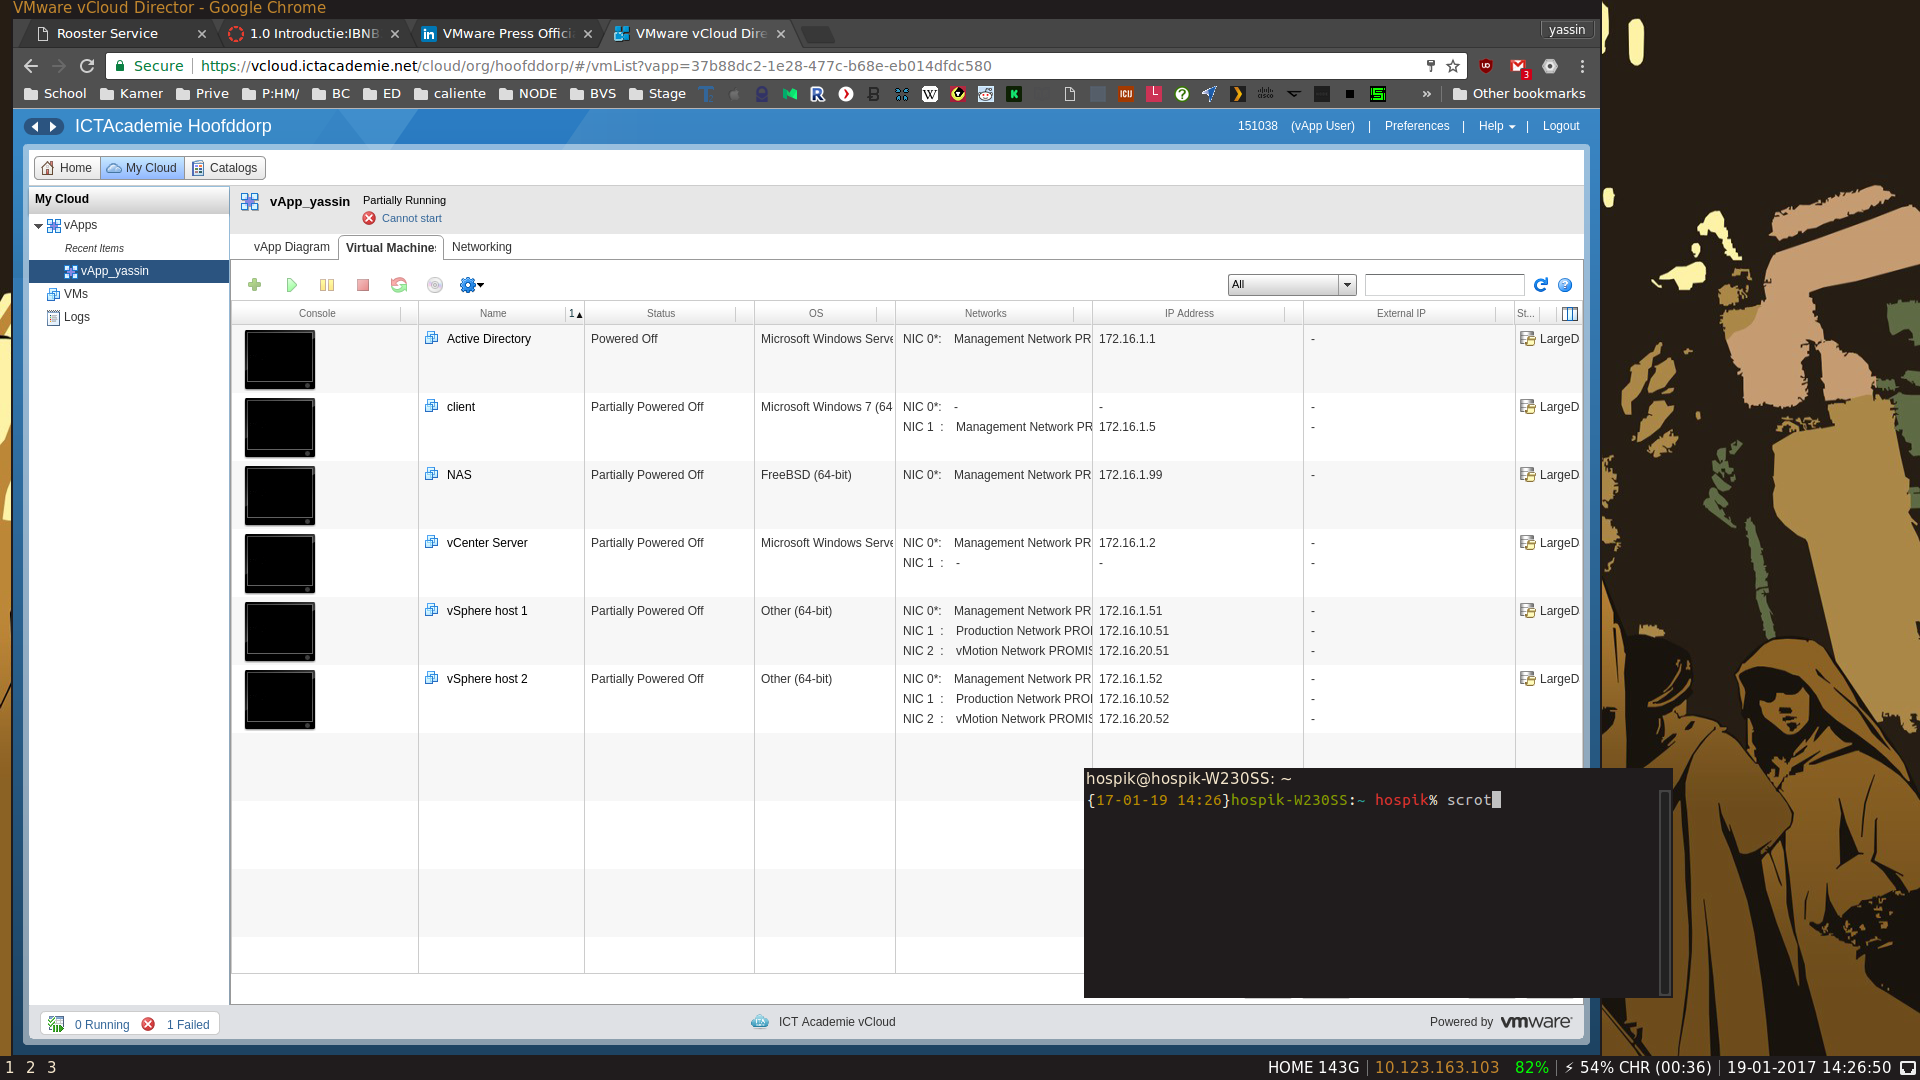 VMware vCloud Director - Google Chrome
Rooster Service
1.0 Introductie:IBNB
VMware Press Offici
VMware vCloud Dire
yassin
Secure
https://vcloud.ictacademie.net/cloud/org/hoofddorp/#/vmList?vapp=37b88dc2-1e28-477c-b68e-eb014dfdc580
3
School Kamer Prive P:HM/ BC ED caliente NODE BVS Stage » Other bookmarks
ICTAcademie Hoofddorp
151038 (vApp User) | Preferences | Help | Logout
Home My Cloud Catalogs
My Cloud
vApps
Recent Items
vApp_yassin
VMs
Logs
vApp_yassin
Partially Running
Cannot start
vApp Diagram Virtual Machines Networking
All
Console Name 1▲ Status OS Networks IP Address External IP St...
Active Directory Powered Off Microsoft Windows Serve NIC 0*: Management Network PR 172.16.1.1 - LargeD
client Partially Powered Off Microsoft Windows 7 (64 NIC 0*: - - - LargeD
NIC 1 : Management Network PR 172.16.1.5 -
NAS Partially Powered Off FreeBSD (64-bit) NIC 0*: Management Network PR 172.16.1.99 - LargeD
vCenter Server Partially Powered Off Microsoft Windows Serve NIC 0*: Management Network PR 172.16.1.2 - LargeD
NIC 1 : - - -
vSphere host 1 Partially Powered Off Other (64-bit) NIC 0*: Management Network PR 172.16.1.51 - LargeD
NIC 1 : Production Network PROI 172.16.10.51 -
NIC 2 : vMotion Network PROMIS 172.16.20.51 -
vSphere host 2 Partially Powered Off Other (64-bit) NIC 0*: Management Network PR 172.16.1.52 - LargeD
NIC 1 : Production Network PROI 172.16.10.52 -
NIC 2 : vMotion Network PROMIS 172.16.20.52 -
hospik@hospik-W230SS: ~
{17-01-19 14:26}hospik-W230SS:~ hospik% scrot
0 Running 1 Failed
ICT Academie vCloud
Powered by vmware
1 2 3
HOME 143G | 10.123.163.103 82% | ⚡ 54% CHR (00:36) | 19-01-2017 14:26:50